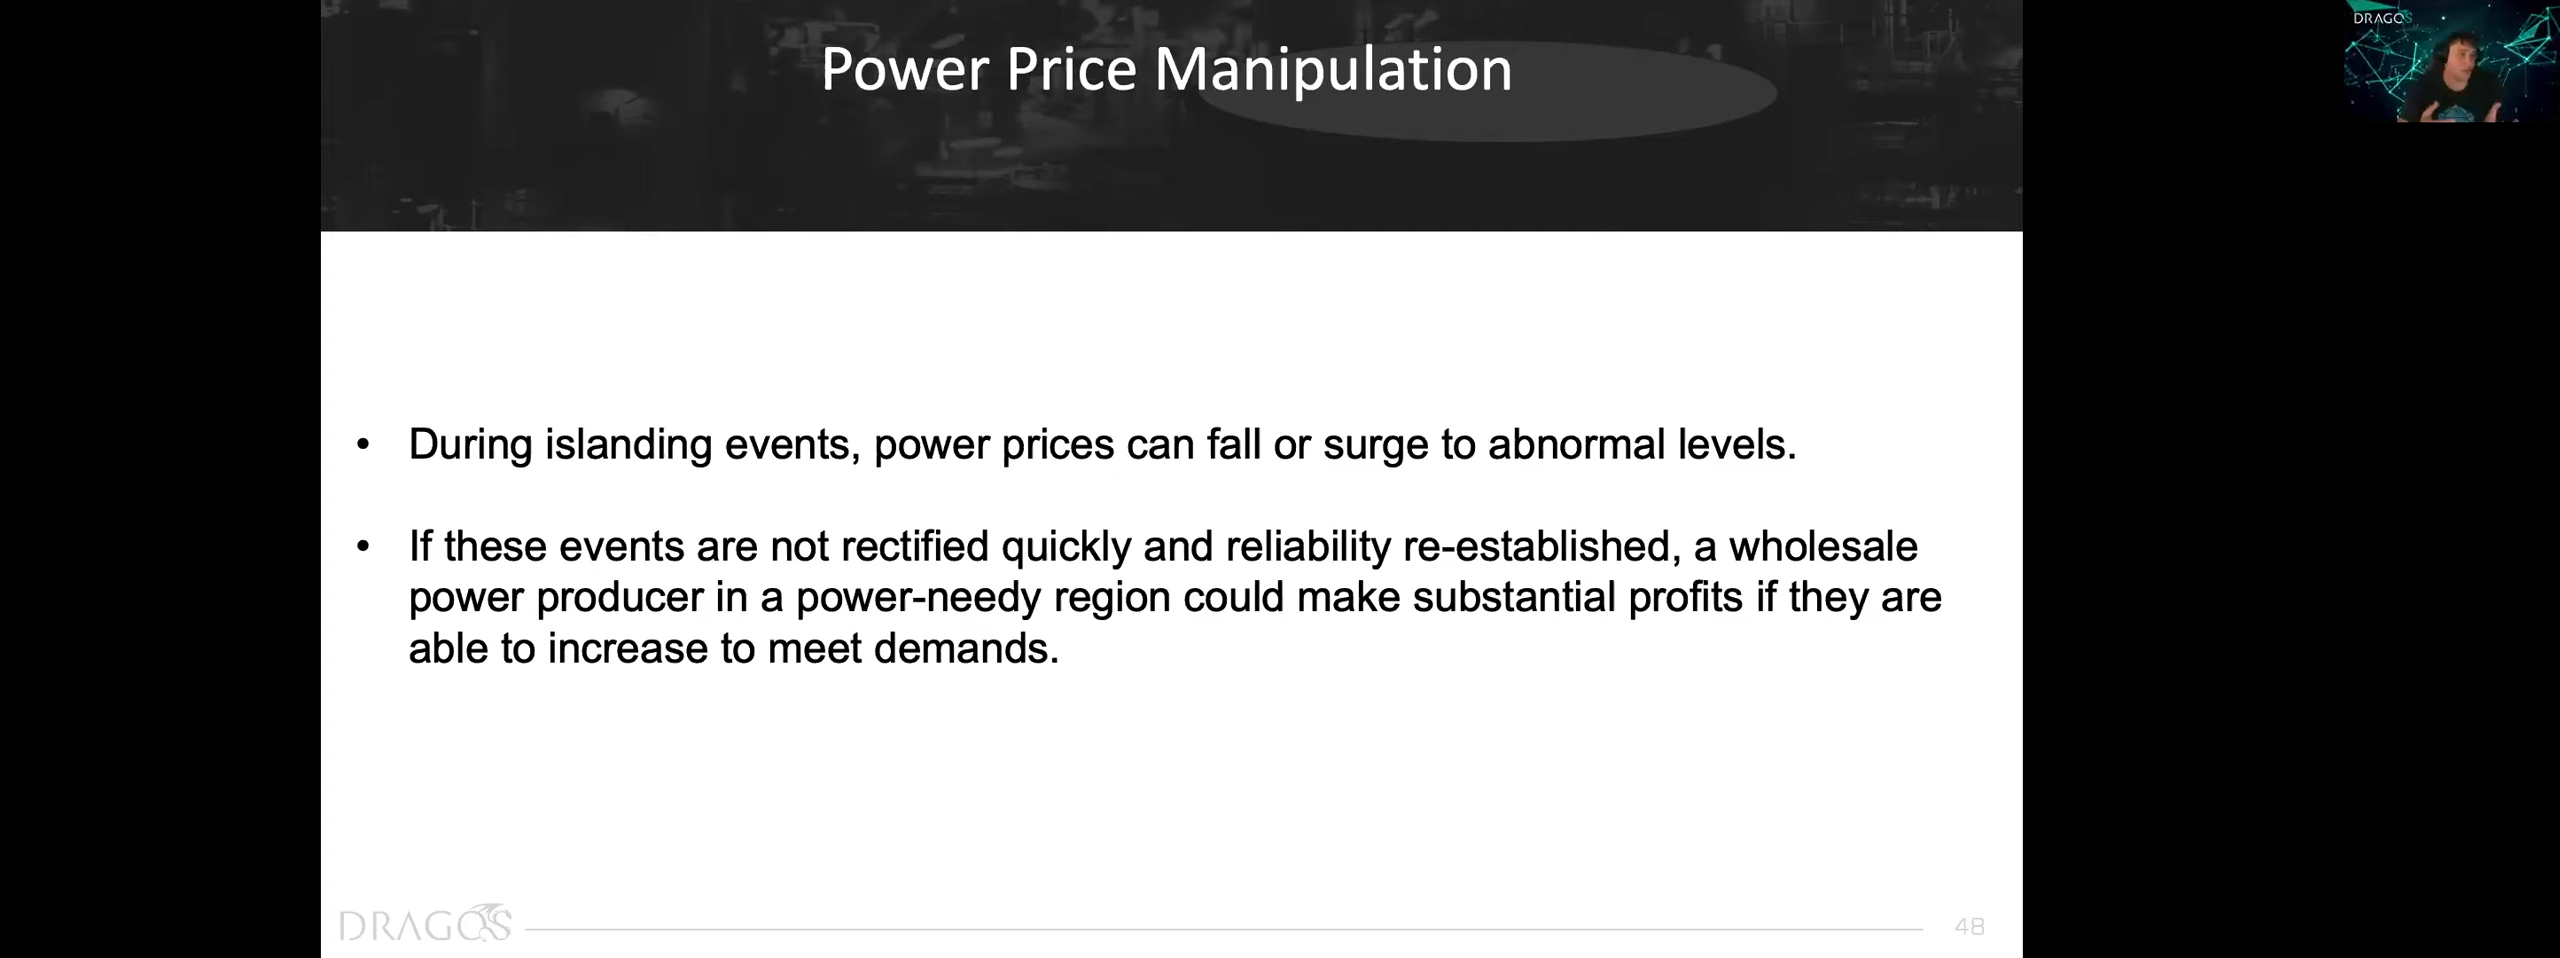 Power Price Manipulation
DRAGOS
• During islanding events, power prices can fall or surge to abnormal levels.
• If these events are not rectified quickly and reliability re-established, a wholesale
power producer in a power-needy region could make substantial profits if they are
able to increase to meet demands.
DRAGOS
48